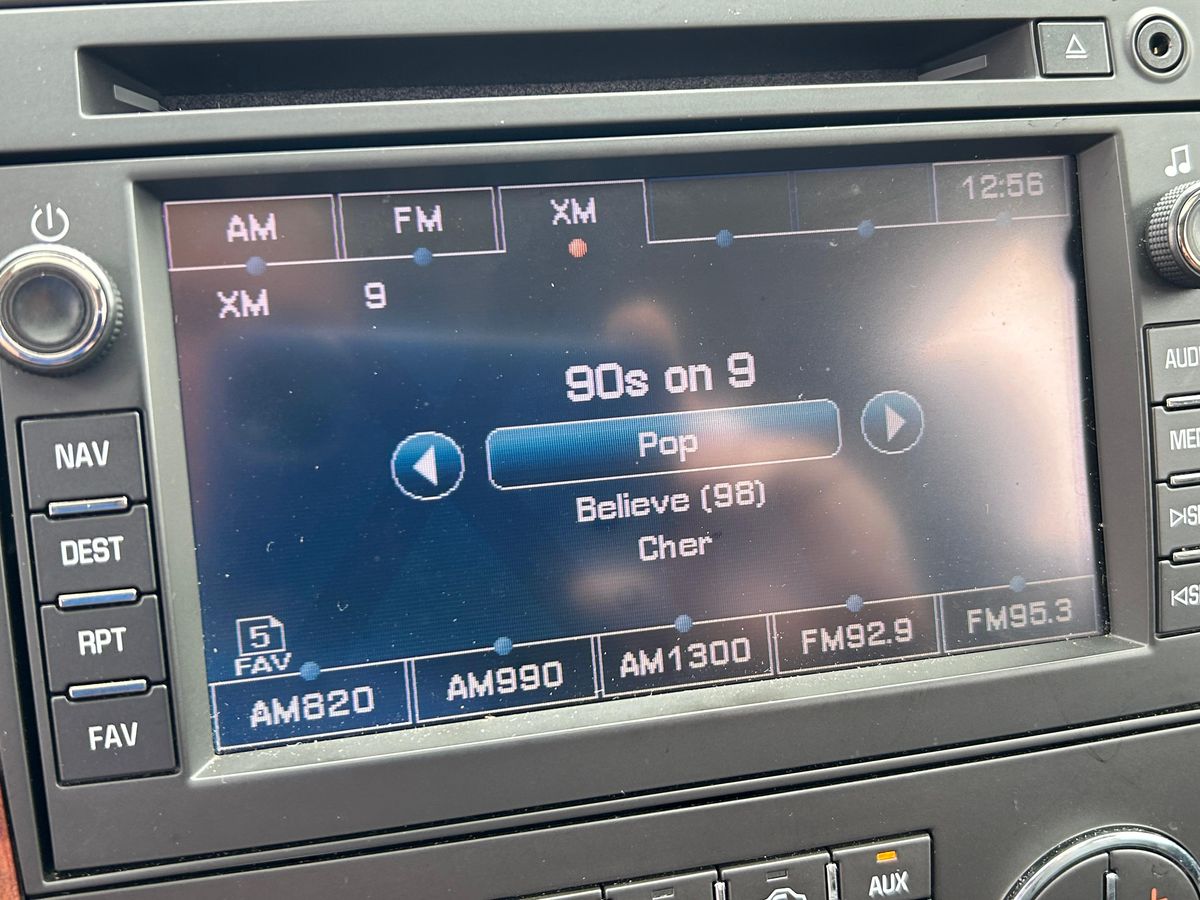 AM FM XM 12:56
XM 9
90s on 9
Pop
Believe (98)
Cher
5
FAV
AM820 AM990 AM1300 FM92.9 FM95.3
NAV
DEST
RPT
FAV
AUX